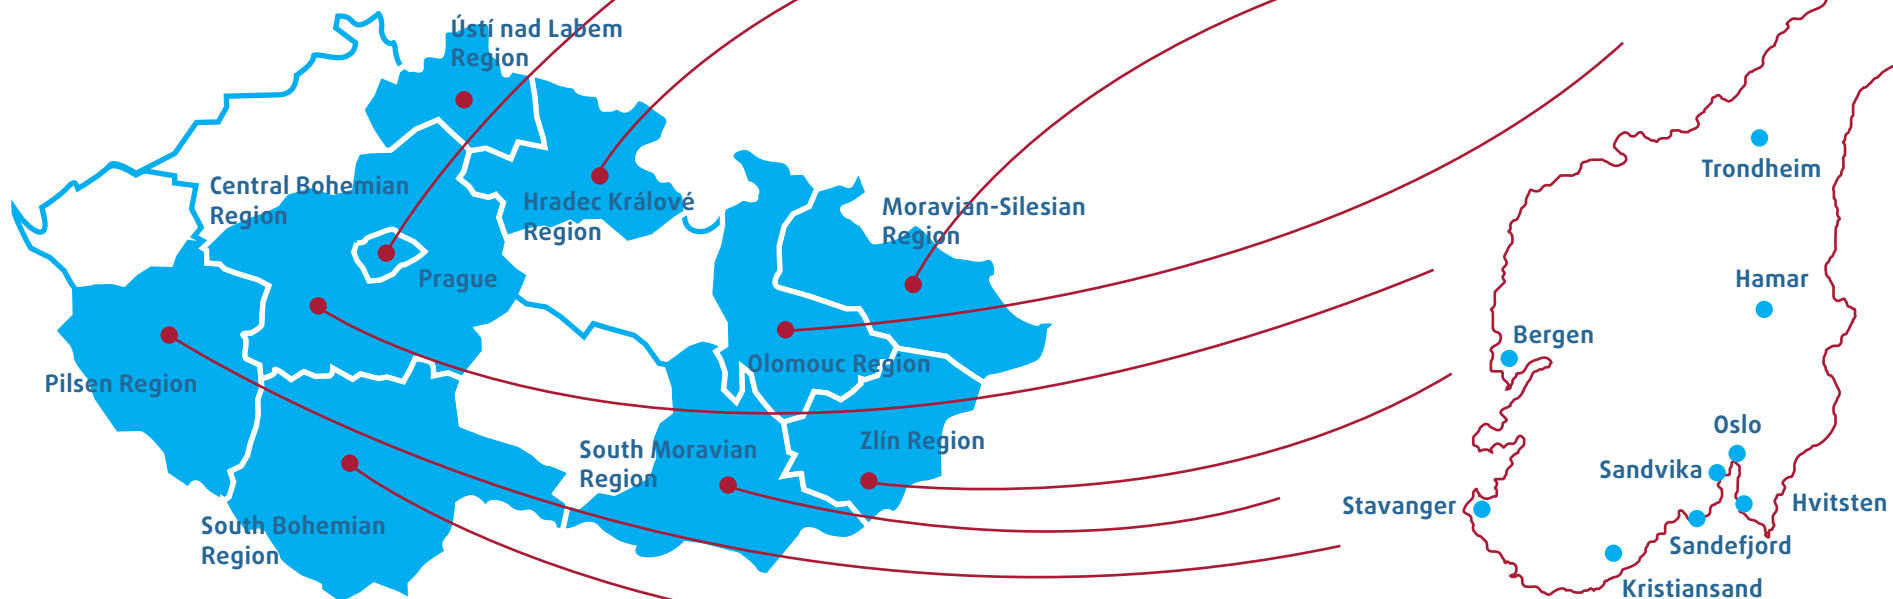 Ústí nad Labem
Region
Central Bohemian
Region
Hradec Králové
Region
Moravian-Silesian
Region
Prague
Pilsen Region
Olomouc Region
South Moravian
Region
Zlín Region
South Bohemian
Region
Trondheim
Hamar
Bergen
Oslo
Sandvika
Stavanger
Hvitsten
Sandefjord
Kristiansand